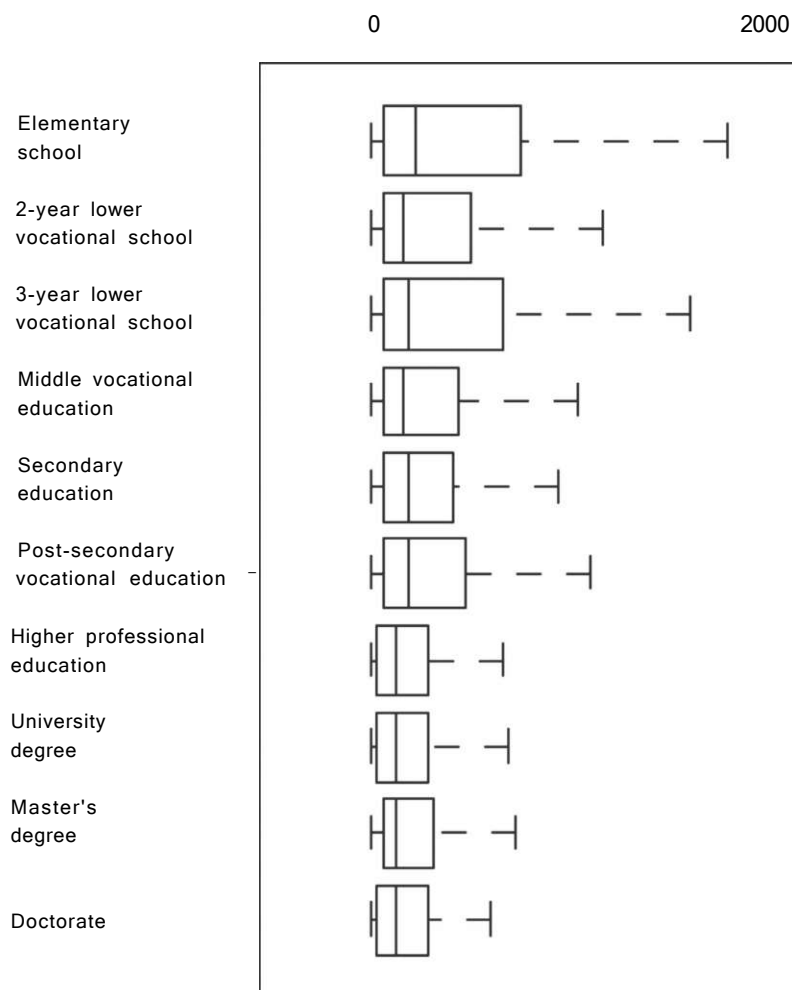 0 2000
Elementary
school
2-year lower
vocational school
3-year lower
vocational school
Middle vocational
education
Secondary
education
Post-secondary
vocational education
Higher professional
education
University
degree
Master's
degree
Doctorate